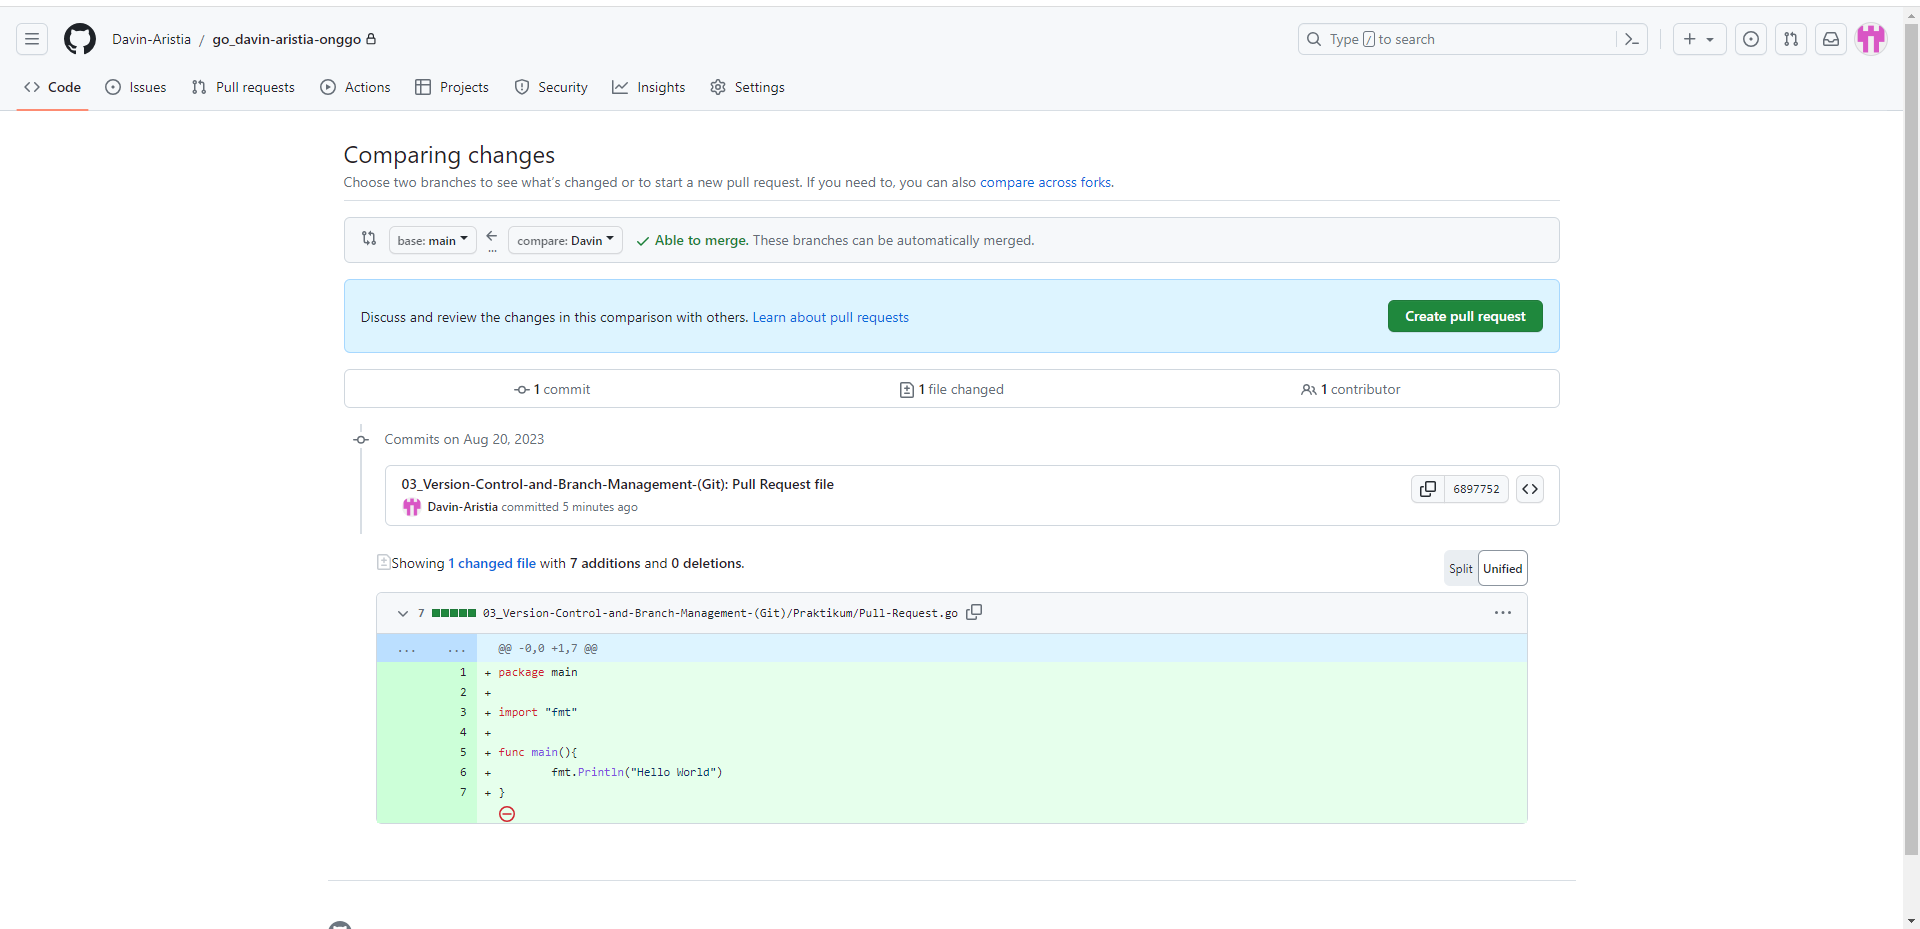 Davin-Aristia / go_davin-aristia-onggo
Type / to search
Code Issues Pull requests Actions Projects Security Insights Settings
Comparing changes
Choose two branches to see what's changed or to start a new pull request. If you need to, you can also compare across forks.
base: main ← ... compare: Davin ✓ Able to merge. These branches can be automatically merged.
Discuss and review the changes in this comparison with others. Learn about pull requests
Create pull request
1 commit 1 file changed 1 contributor
Commits on Aug 20, 2023
03_Version-Control-and-Branch-Management-(Git): Pull Request file
6897752
Davin-Aristia committed 5 minutes ago
Showing 1 changed file with 7 additions and 0 deletions.
Split Unified
7 03_Version-Control-and-Branch-Management-(Git)/Praktikum/Pull-Request.go
... ... @@ -0,0 +1,7 @@
1 + package main
2 +
3 + import "fmt"
4 +
5 + func main(){
6 + fmt.Println("Hello World")
7 + }